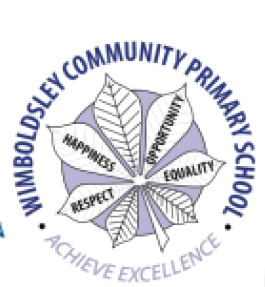 WIMBOLDSLEY COMMUNITY PRIMARY SCHOOL
HAPPINESS
OPPORTUNITY
EQUALITY
RESPECT
ACHIEVE EXCELLENCE